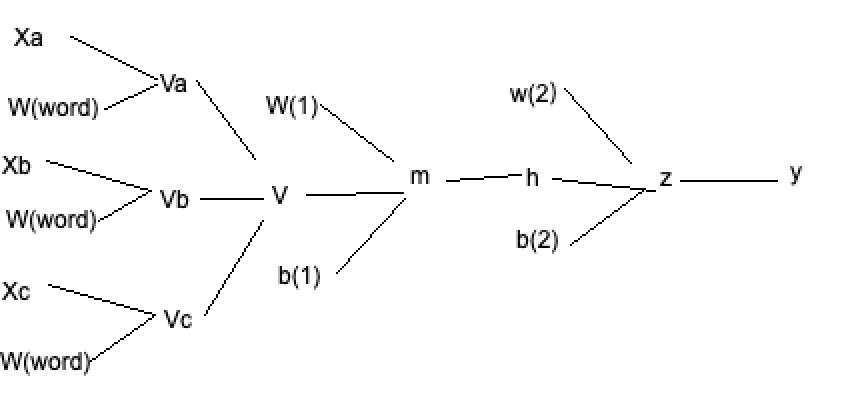 Xa
W(word)
Va
Xb
W(word)
Vb
Xc
W(word)
Vc
V
W(1)
b(1)
m
h
w(2)
b(2)
z
y